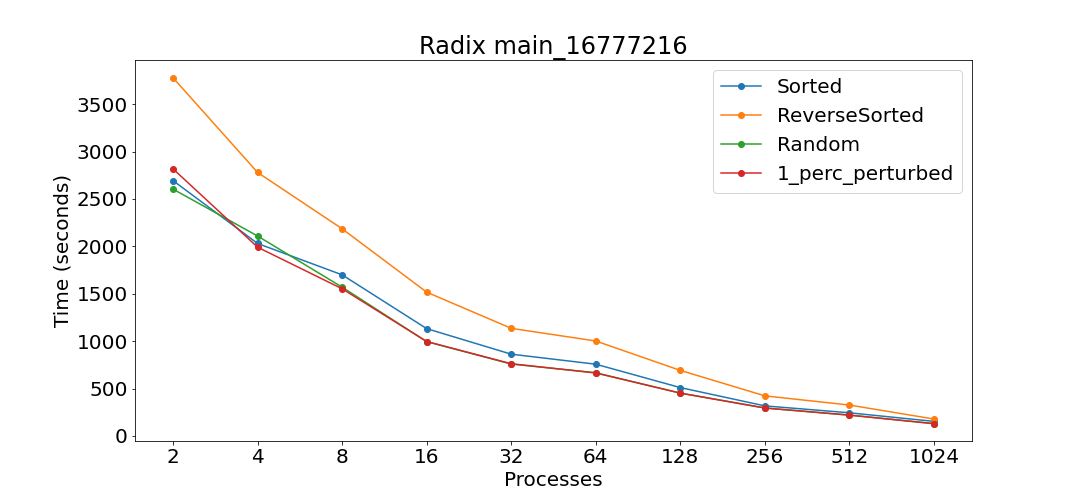 Radix main_16777216
Sorted
ReverseSorted
Random
1_perc_perturbed
Time (seconds)
3500
3000
2500
2000
1500
1000
500
0
2 4 8 16 32 64 128 256 512 1024
Processes